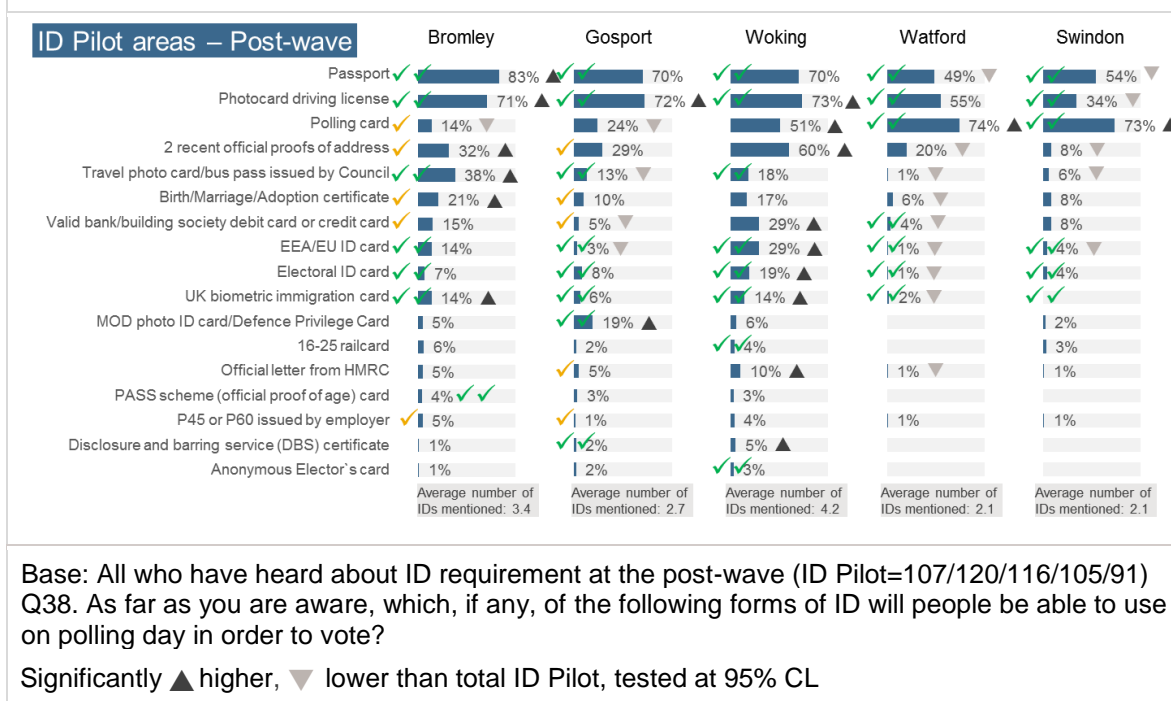 ID Pilot areas – Post-wave Bromley Gosport Woking Watford Swindon
Passport 83% 70% 70% 49% 54%
Photocard driving license 71% 72% 73% 55% 34%
Polling card 14% 24% 51% 74% 73%
2 recent official proofs of address 32% 29% 60% 20% 8%
Travel photo card/bus pass issued by Council 38% 13% 18% 1% 6%
Birth/Marriage/Adoption certificate 21% 10% 17% 6% 8%
Valid bank/building society debit card or credit card 15% 5% 29% 4% 8%
EEA/EU ID card 14% 3% 29% 1% 4%
Electoral ID card 7% 8% 19% 1% 4%
UK biometric immigration card 14% 6% 14% 2%
MOD photo ID card/Defence Privilege Card 5% 19% 6% 2%
16-25 railcard 6% 2% 4% 3%
Official letter from HMRC 5% 5% 10% 1% 1%
PASS scheme (official proof of age) card 4% 3% 3%
P45 or P60 issued by employer 5% 1% 4% 1% 1%
Disclosure and barring service (DBS) certificate 1% 2% 5%
Anonymous Elector`s card 1% 2% 3%
Average number of Average number of Average number of Average number of Average number of
IDs mentioned: 3.4 IDs mentioned: 2.7 IDs mentioned: 4.2 IDs mentioned: 2.1 IDs mentioned: 2.1
Base: All who have heard about ID requirement at the post-wave (ID Pilot=107/120/116/105/91)
Q38. As far as you are aware, which, if any, of the following forms of ID will people be able to use
on polling day in order to vote?
Significantly ▲ higher, ▼ lower than total ID Pilot, tested at 95% CL